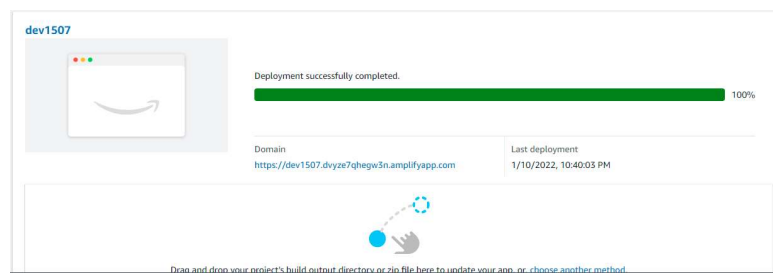 dev1507
Deployment successfully completed.
100%
Domain
https://dev1507.dvyze7qhegw3n.amplifyapp.com
Last deployment
1/10/2022, 10:40:03 PM
Drag and drop your project's build output directory or zip file here to update your app, or, choose another method.